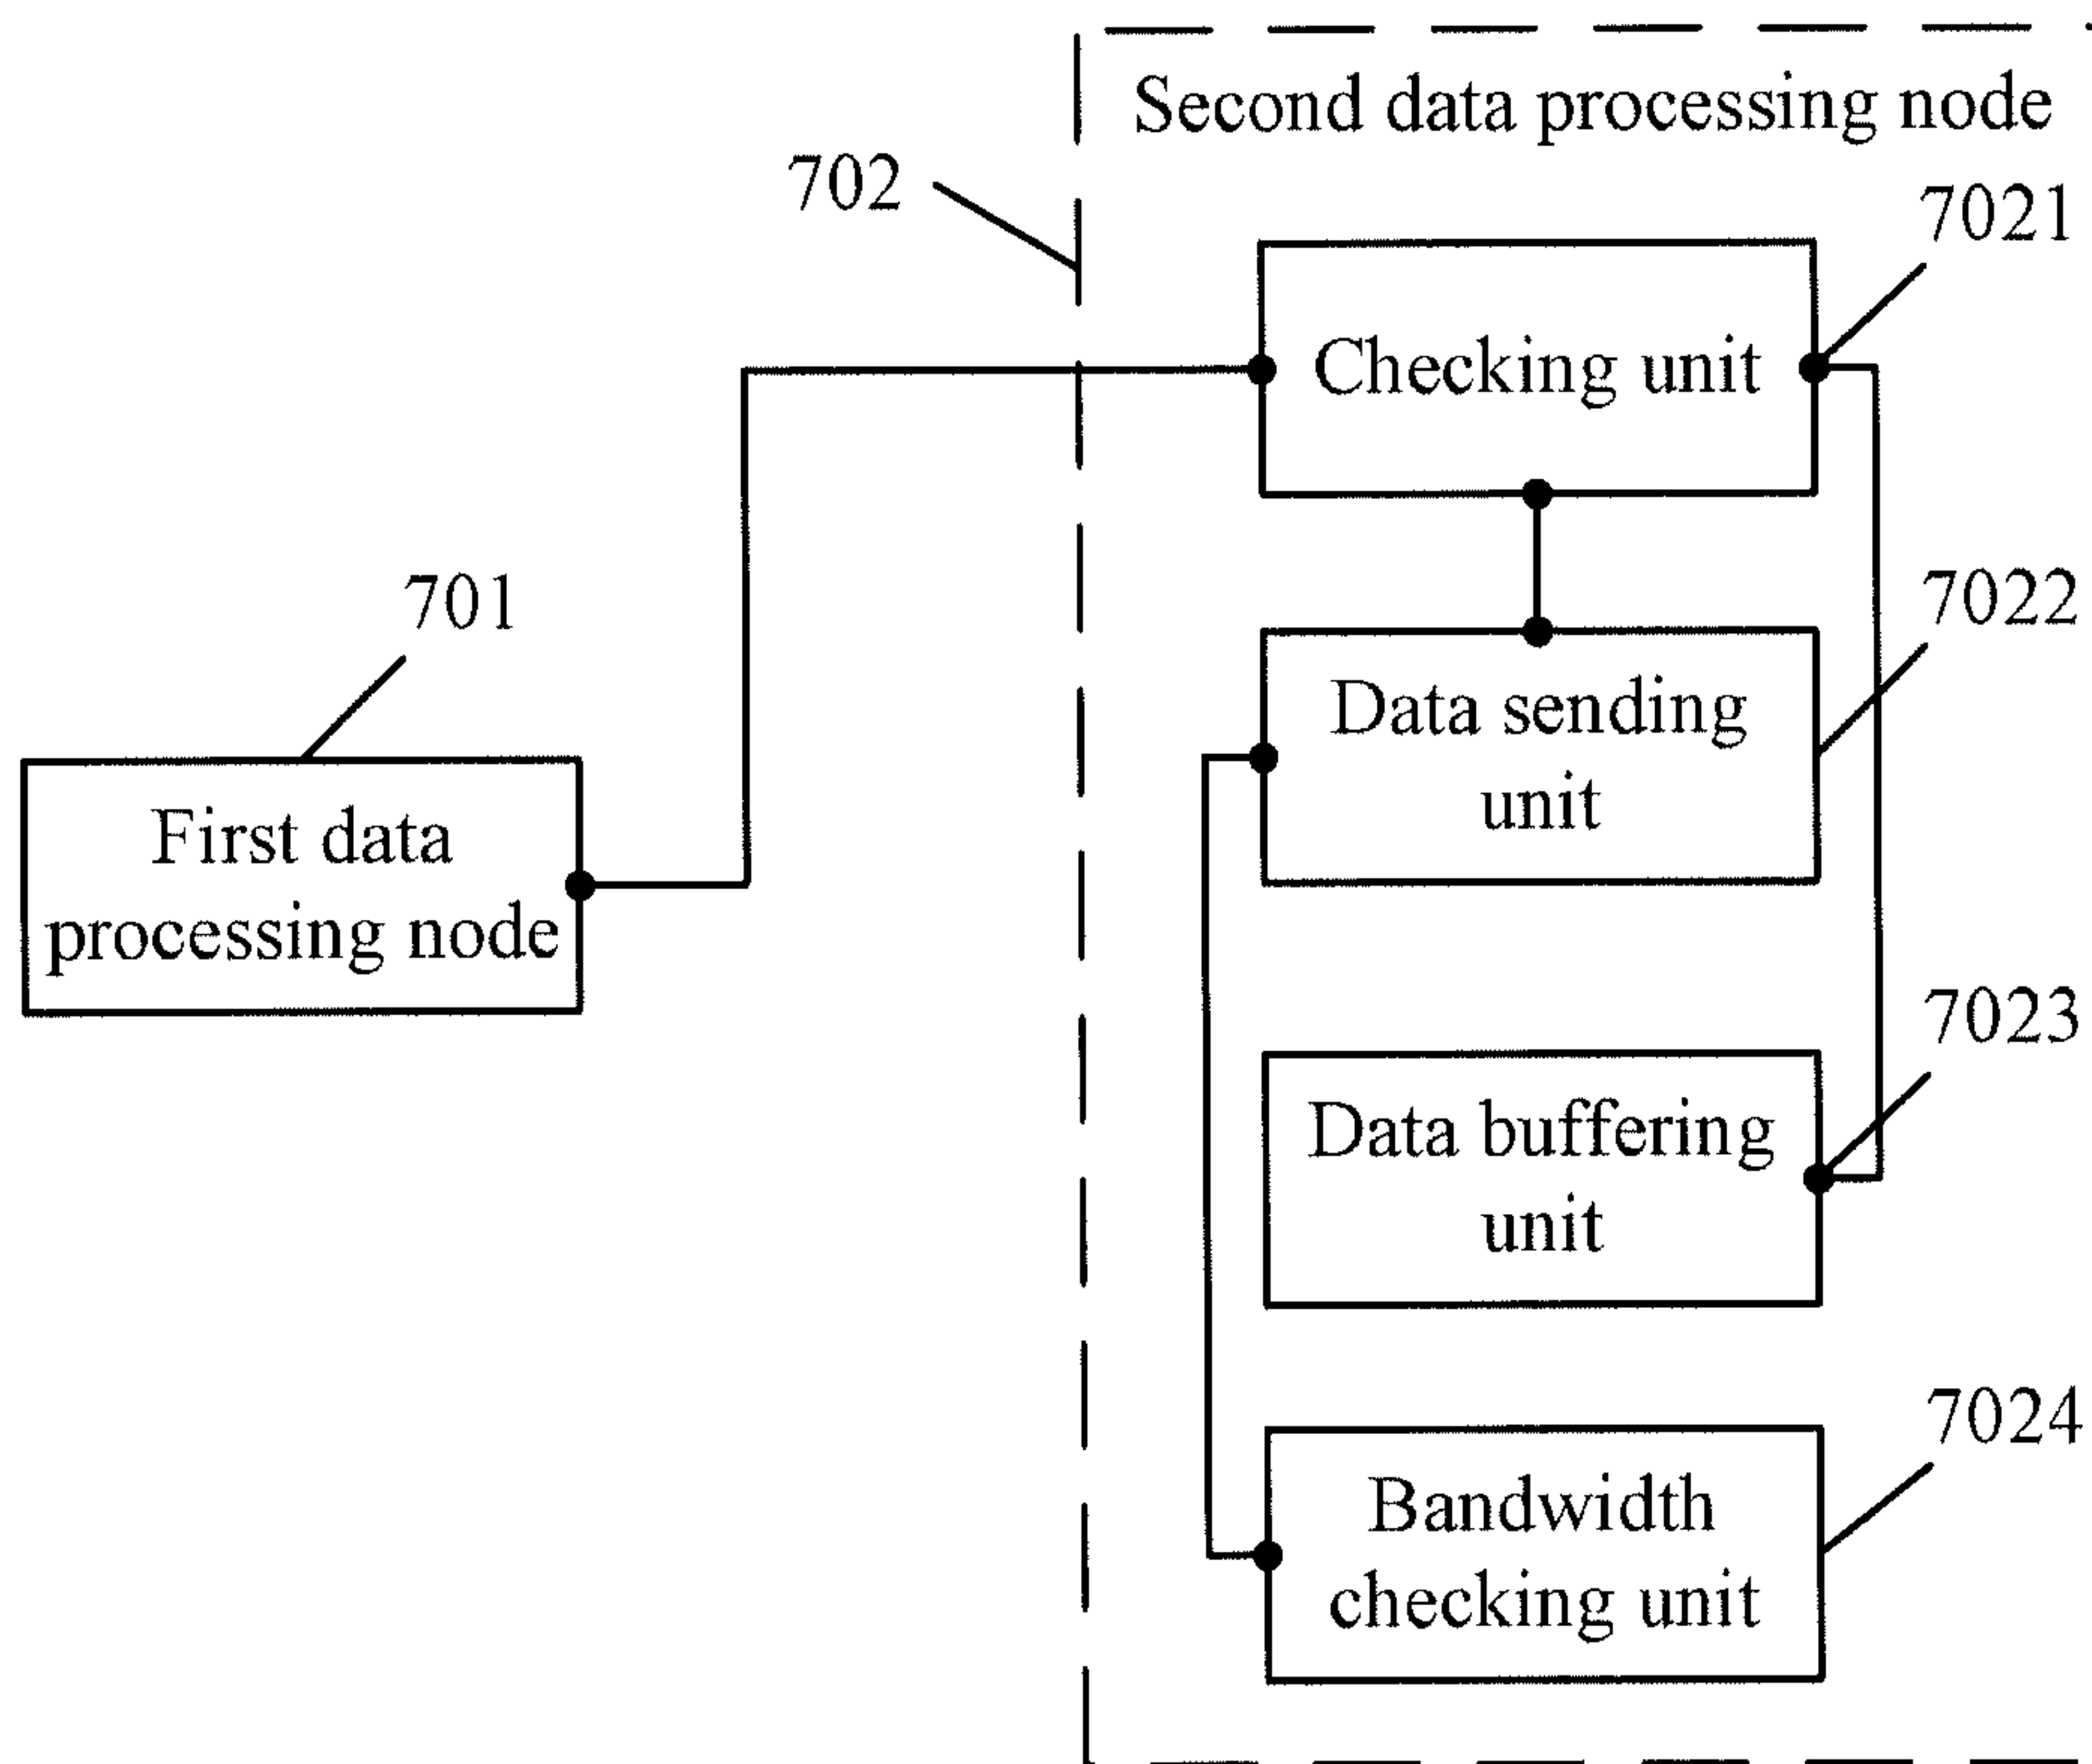 Second data processing node
702
7021
Checking unit
701
7022
Data sending
unit
First data
processing node
7023
Data buffering
unit
7024
Bandwidth
checking unit